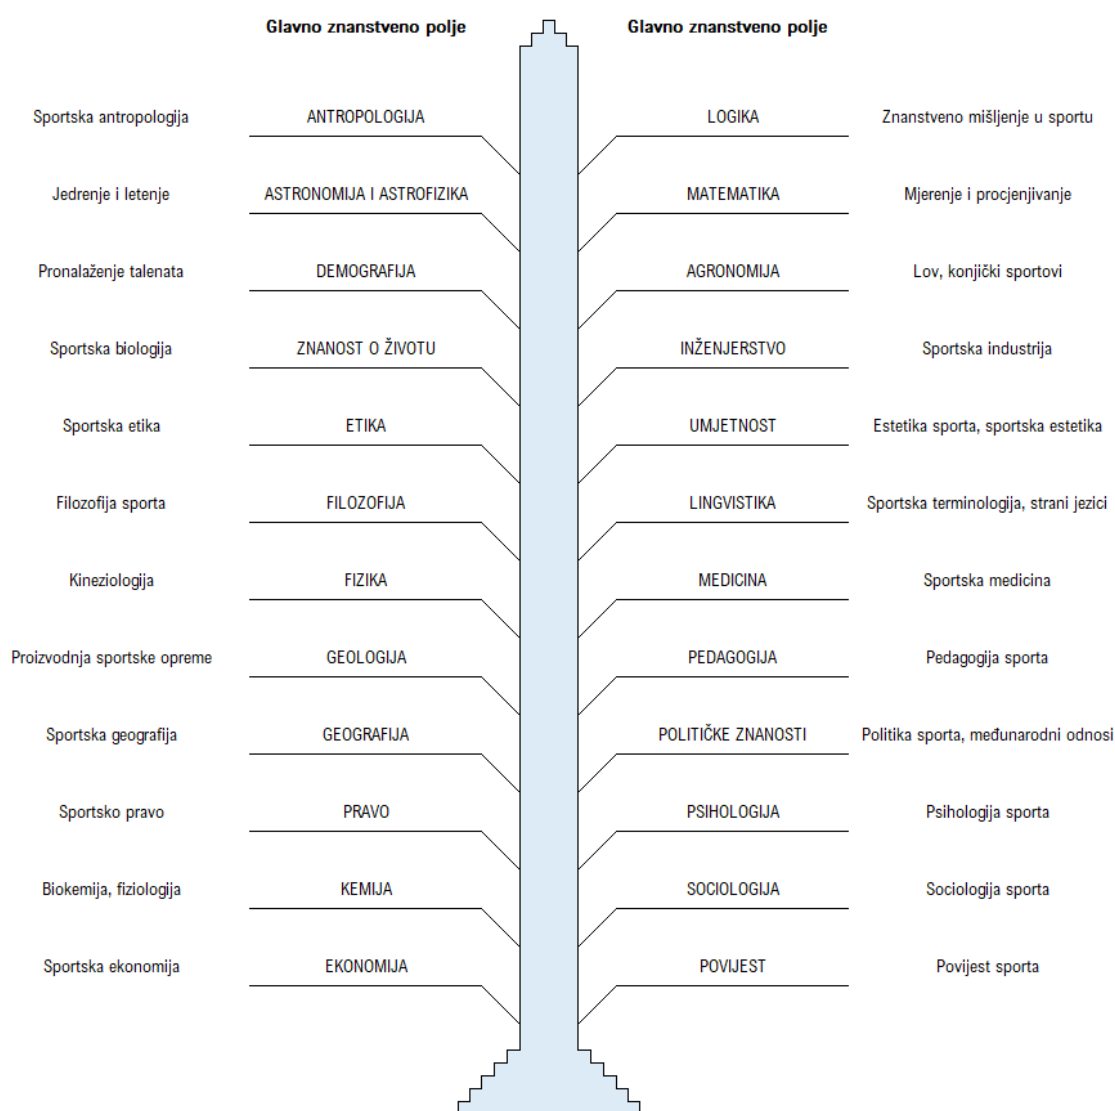 Glavno znanstveno polje Glavno znanstveno polje
Sportska antropologija ANTROPOLOGIJA LOGIKA Znanstveno mišljenje u sportu
Jedrenje i letenje ASTRONOMIJA I ASTROFIZIKA MATEMATIKA Mjerenje i procjenjivanje
Pronalaženje talenata DEMOGRAFIJA AGRONOMIJA Lov, konjički sportovi
Sportska biologija ZNANOST O ŽIVOTU INŽENJERSTVO Sportska industrija
Sportska etika ETIKA UMJETNOST Estetika sporta, sportska estetika
Filozofija sporta FILOZOFIJA LINGVISTIKA Sportska terminologija, strani jezici
Kineziologija FIZIKA MEDICINA Sportska medicina
Proizvodnja sportske opreme GEOLOGIJA PEDAGOGIJA Pedagogija sporta
Sportska geografija GEOGRAFIJA POLITIČKE ZNANOSTI Politika sporta, međunarodni odnosi
Sportsko pravo PRAVO PSIHOLOGIJA Psihologija sporta
Biokemija, fiziologija KEMIJA SOCIOLOGIJA Sociologija sporta
Sportska ekonomija EKONOMIJA POVIJEST Povijest sporta